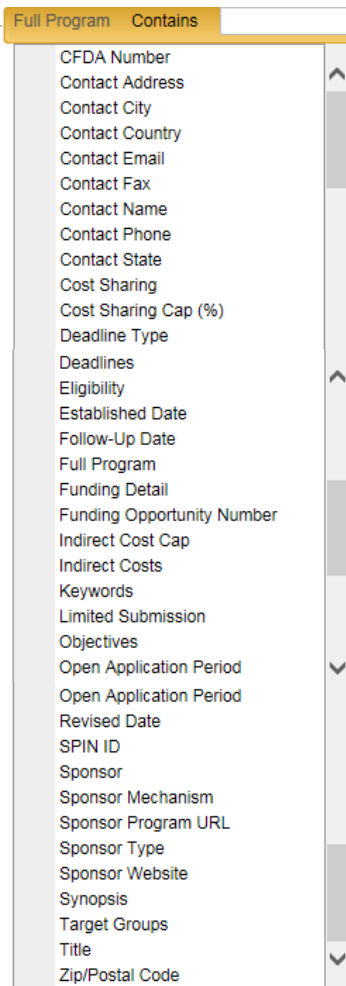 Full Program Contains
CFDA Number
Contact Address
Contact City
Contact Country
Contact Email
Contact Fax
Contact Name
Contact Phone
Contact State
Cost Sharing
Cost Sharing Cap (%)
Deadline Type
Deadlines
Eligibility
Established Date
Follow-Up Date
Full Program
Funding Detail
Funding Opportunity Number
Indirect Cost Cap
Indirect Costs
Keywords
Limited Submission
Objectives
Open Application Period
Open Application Period
Revised Date
SPIN ID
Sponsor
Sponsor Mechanism
Sponsor Program URL
Sponsor Type
Sponsor Website
Synopsis
Target Groups
Title
Zip/Postal Code